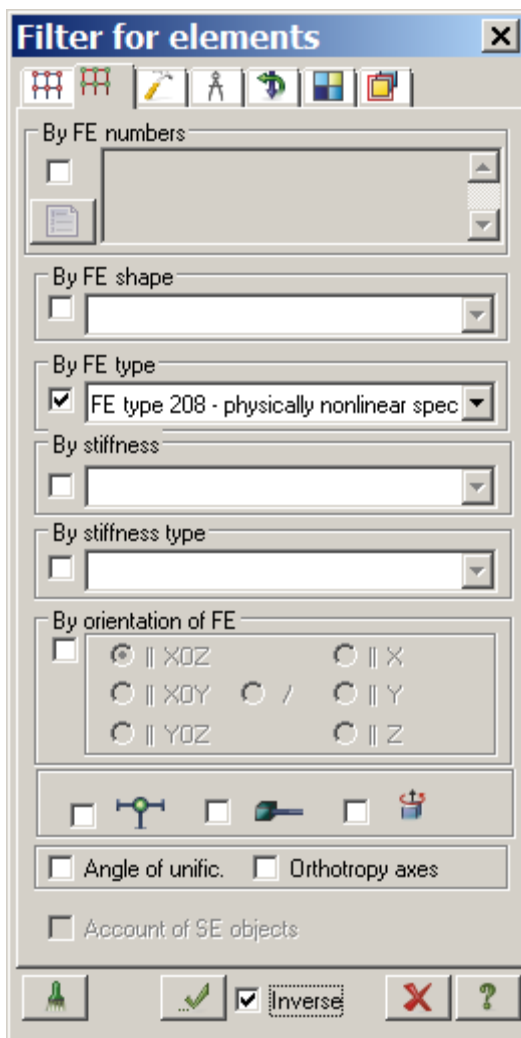 Filter for elements
By FE numbers
By FE shape
By FE type
FE type 208 - physically nonlinear spec
By stiffness
By stiffness type
By orientation of FE
|| XOZ || X
|| XOY / || Y
|| YOZ || Z
Angle of unific. Orthotropy axes
Account of SE objects
Inverse ?